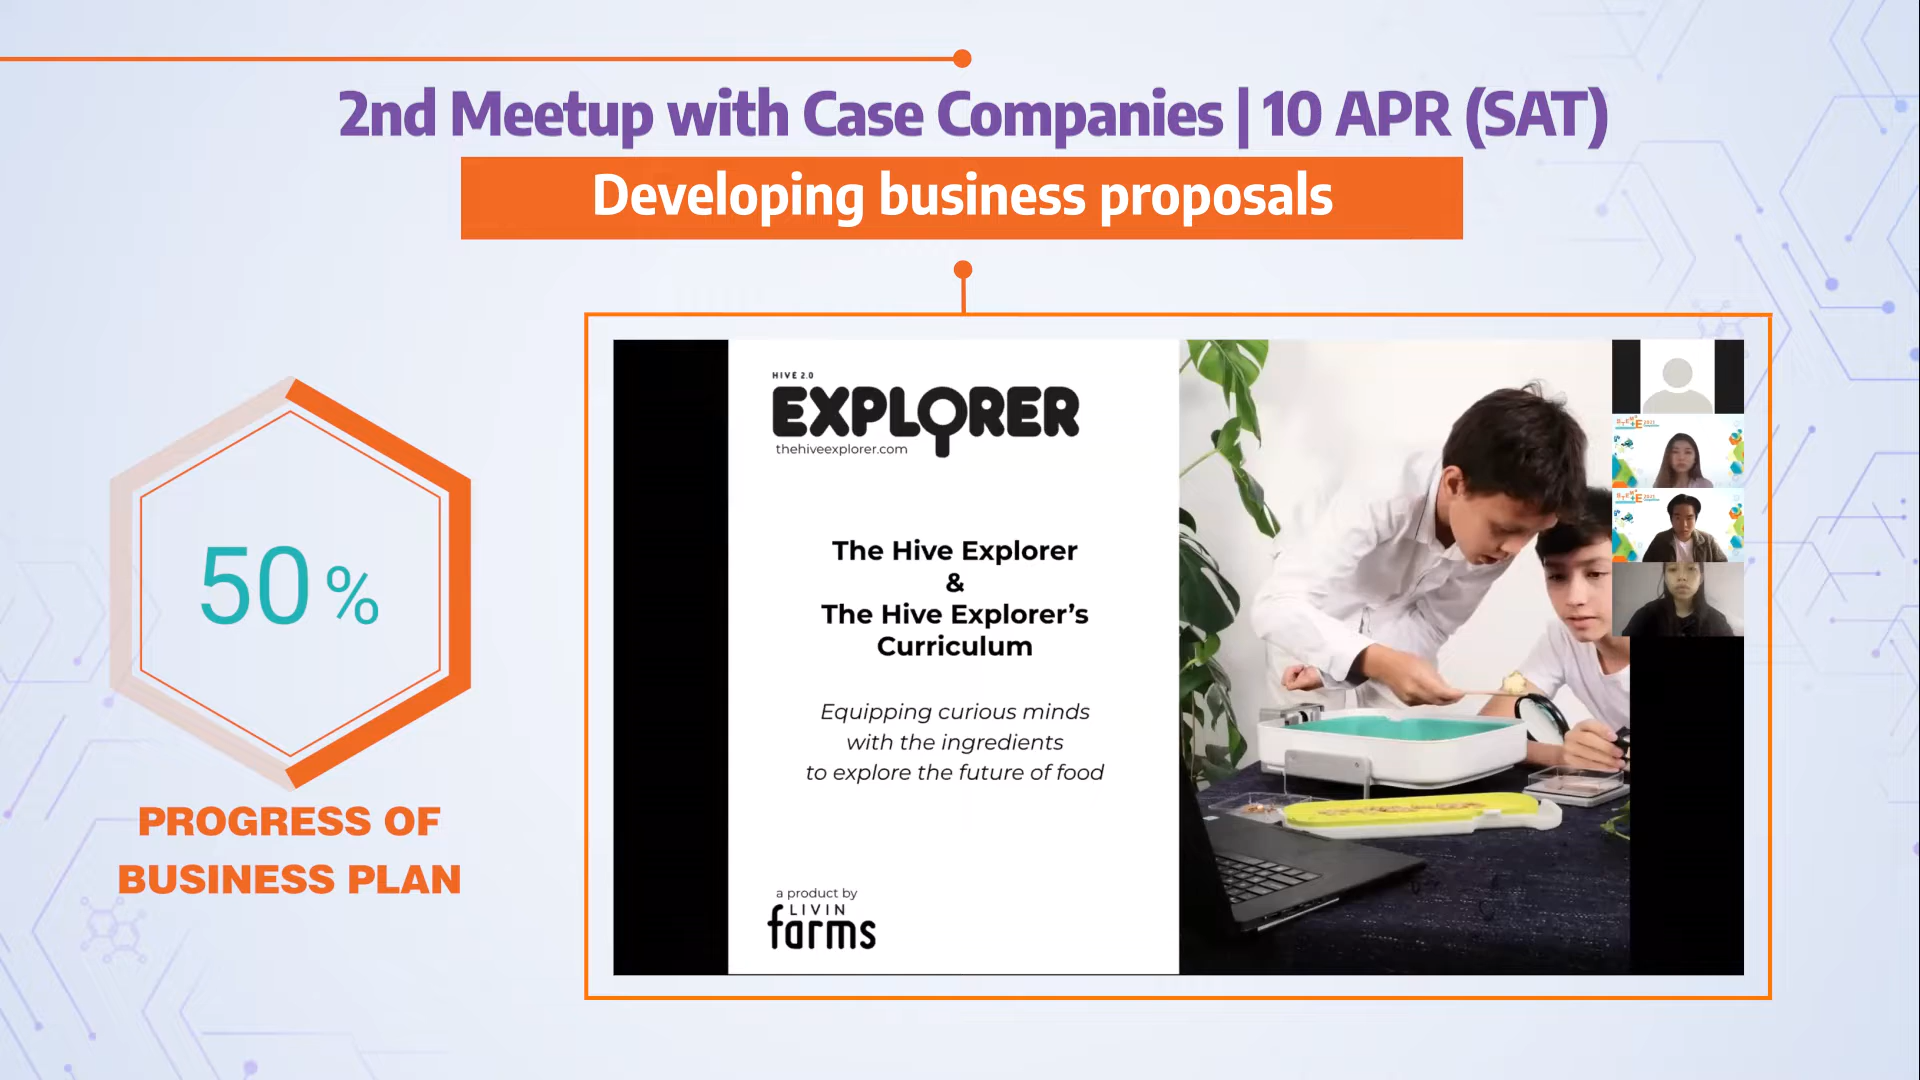 2nd Meetup with Case Companies | 10 APR (SAT)
Developing business proposals
HIVE 2.0
EXPLORER
thehiveexplorer.com
The Hive Explorer
&
The Hive Explorer's
Curriculum
Equipping curious minds
with the ingredients
to explore the future of food
a product by
LIVIN
farms
50 %
PROGRESS OF
BUSINESS PLAN